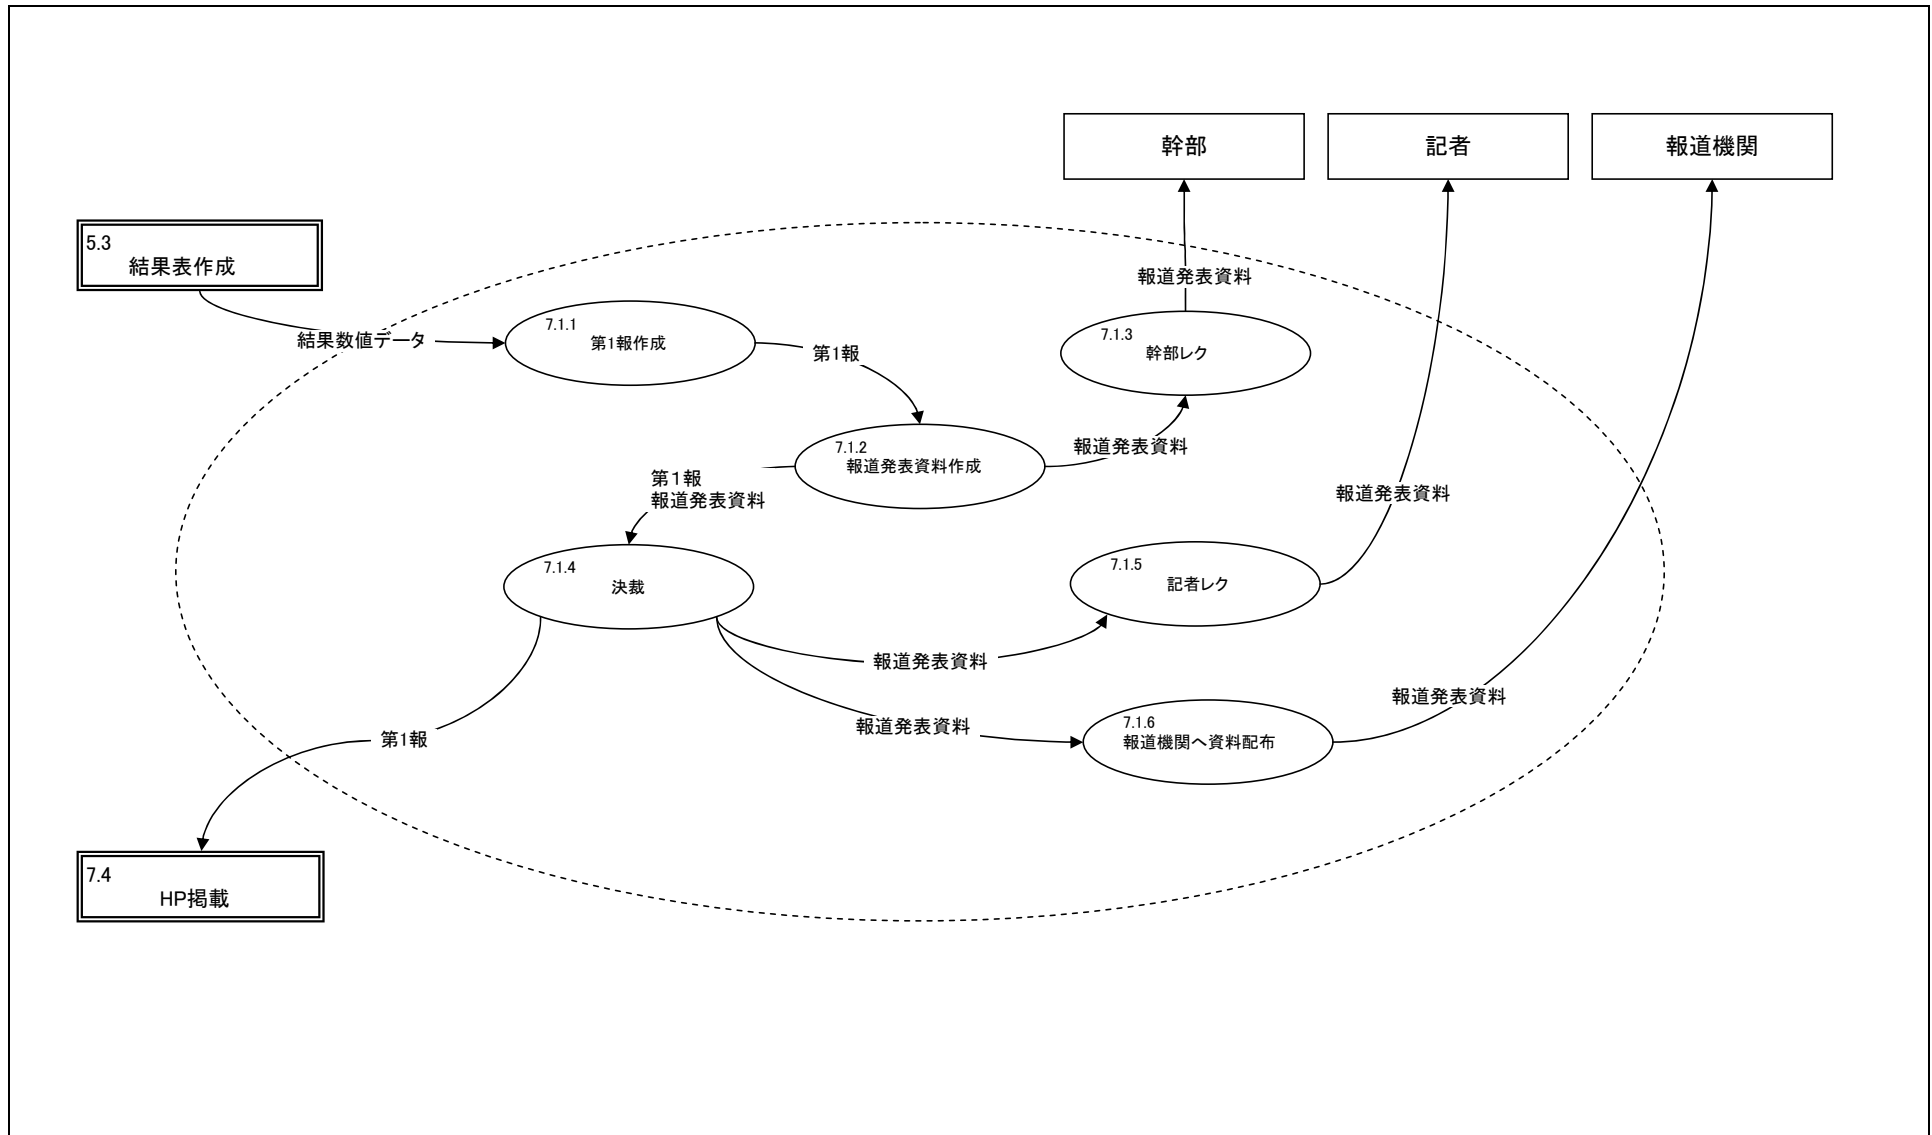 幹部
記者
報道機関
5.3
結果表作成
報道発表資料
結果数値データ
7.1.1
第1報作成
第1報
7.1.3
幹部レク
7.1.2
報道発表資料作成
報道発表資料
第１報
報道発表資料
報道発表資料
7.1.4
決裁
7.1.5
記者レク
報道発表資料
報道発表資料
報道発表資料
7.1.6
報道機関へ資料配布
第1報
7.4
HP掲載